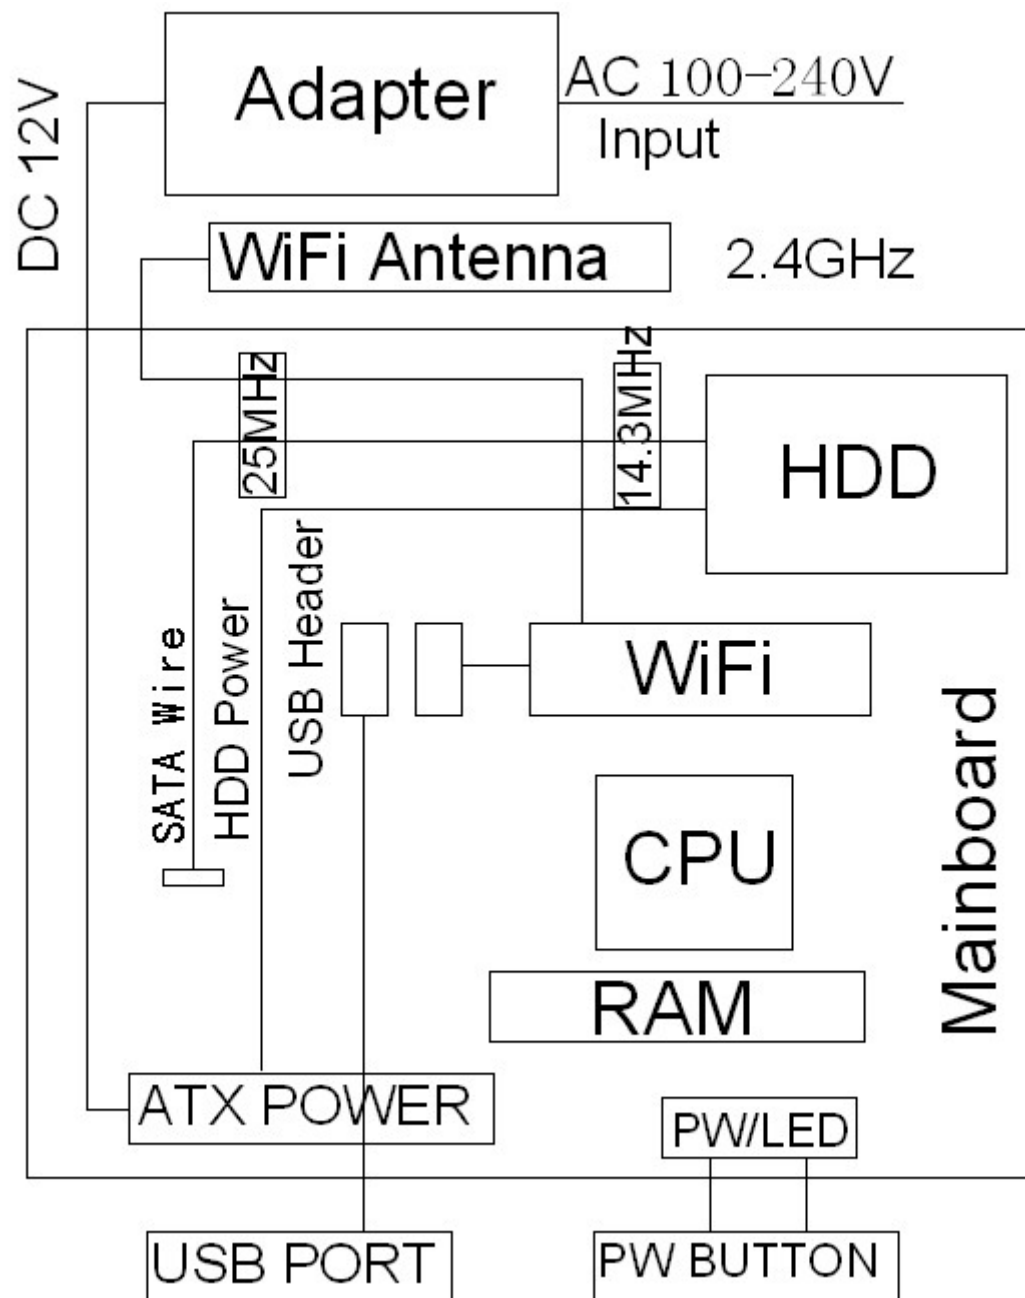 Adapter
AC 100-240V
Input
DC 12V
WiFi Antenna
2.4GHz
25MHz
14.3MHz
HDD
SATA Wire
HDD Power
USB Header
WiFi
CPU
Mainboard
RAM
ATX POWER
PW/LED
USB PORT
PW BUTTON